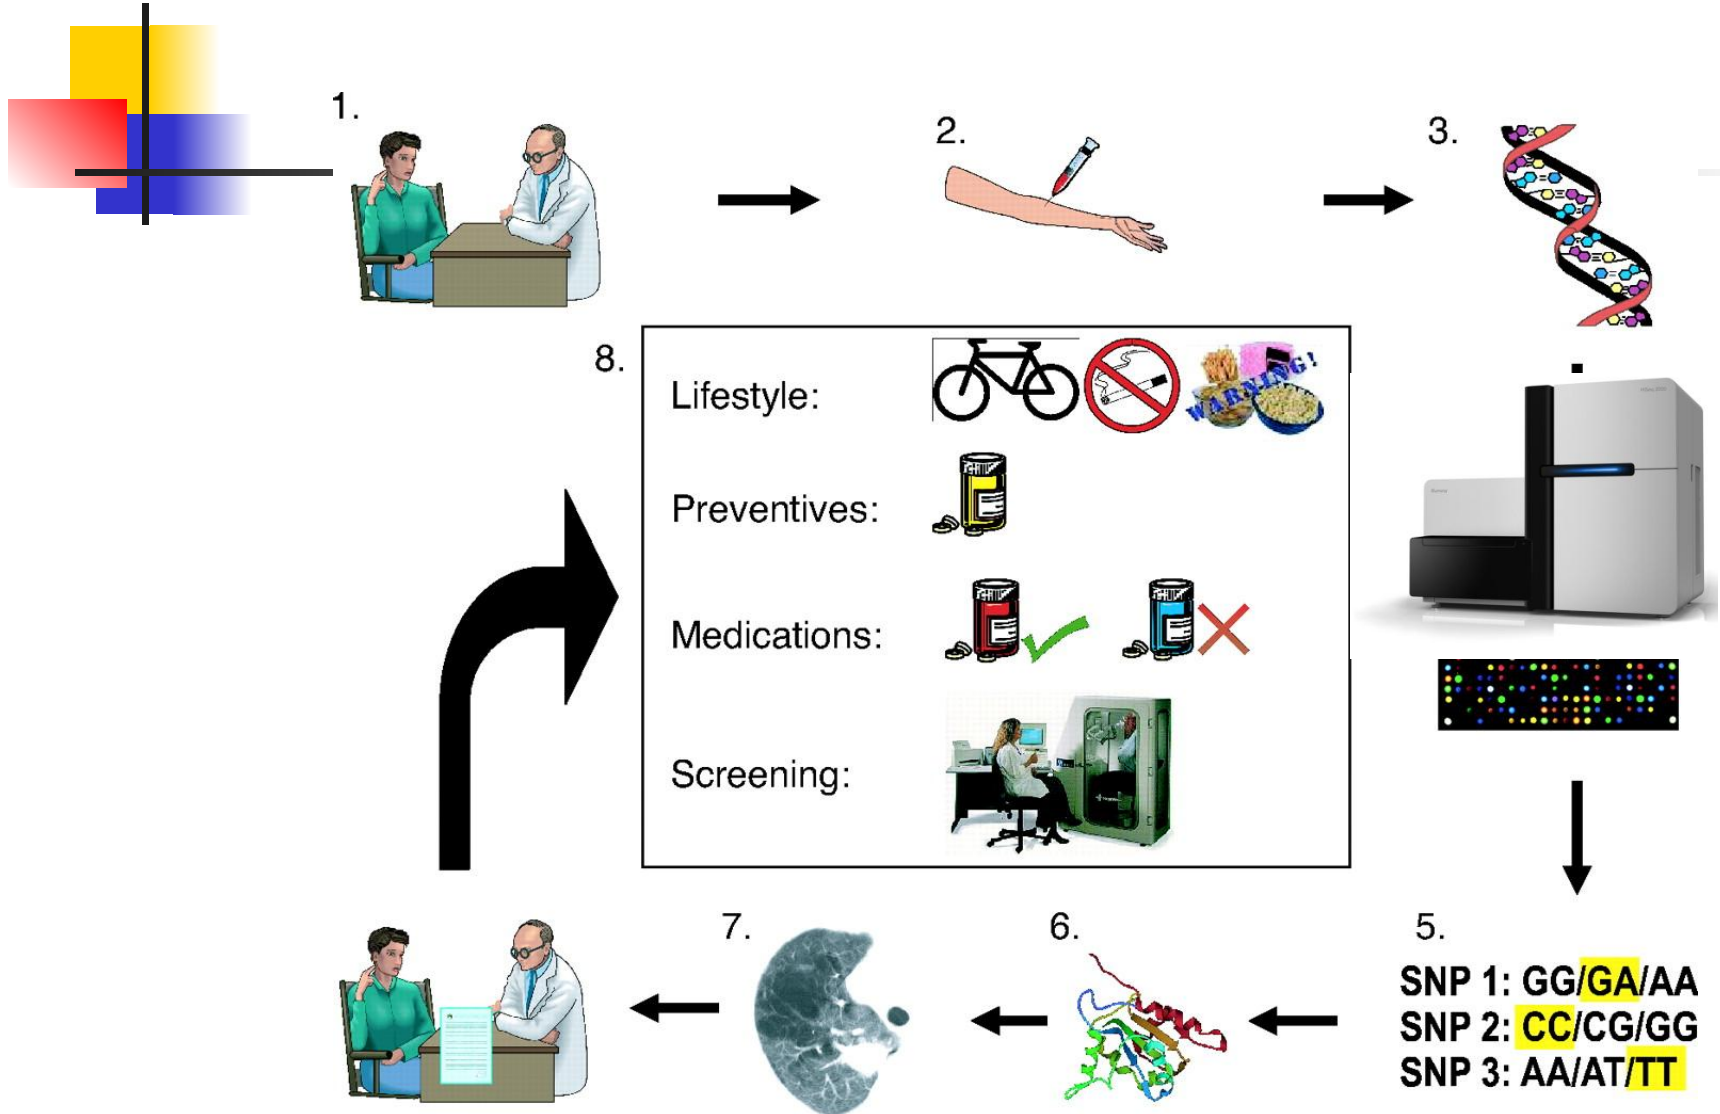 1.
2.
3.
8.
Lifestyle:
WARNING!
Preventives:
Medications:
Screening:
7.
6.
5.
SNP 1: GG/GA/AA
SNP 2: CC/CG/GG
SNP 3: AA/AT/TT